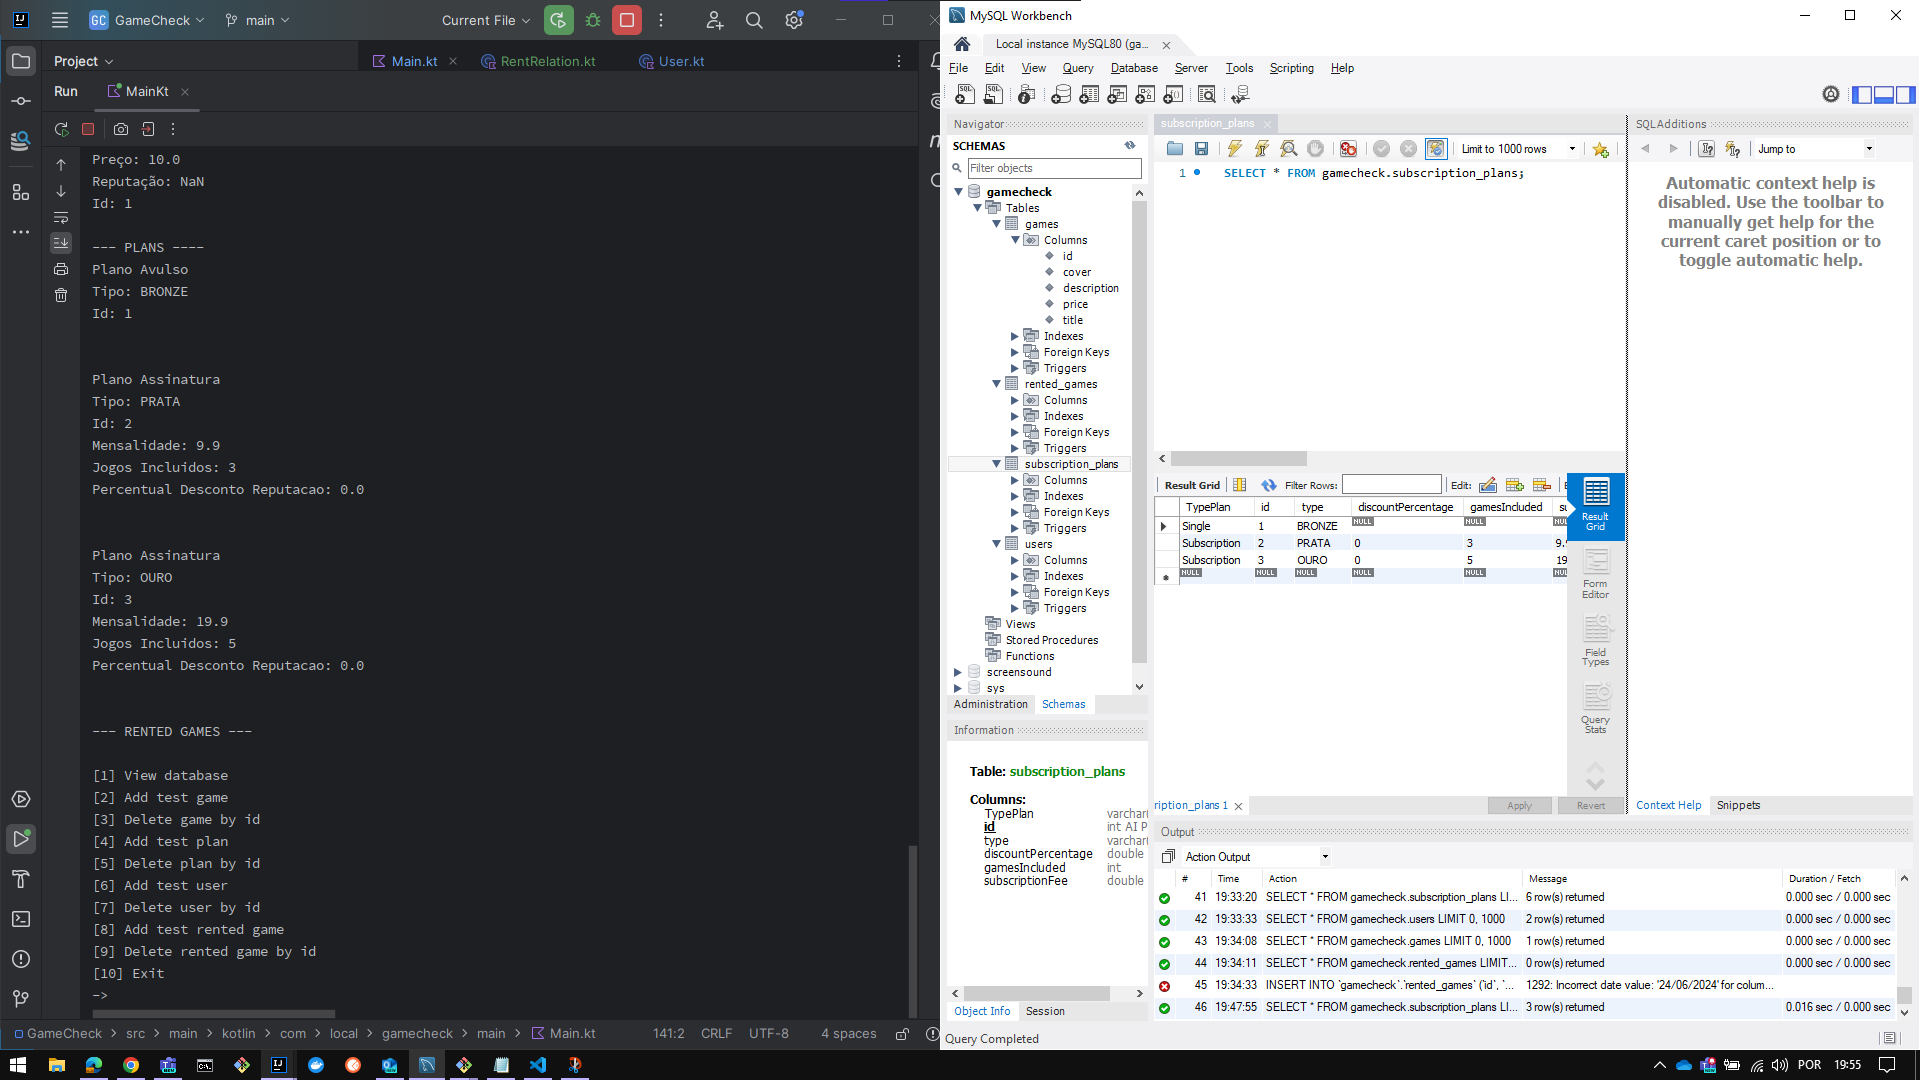 GC GameCheck
main
Current File
Project
Main.kt
RentRelation.kt
User.kt
Run
MainKt
Preço: 10.0
Reputação: NaN
Id: 1
--- PLANS ----
Plano Avulso
Tipo: BRONZE
Id: 1
Plano Assinatura
Tipo: PRATA
Id: 2
Mensalidade: 9.9
Jogos Incluidos: 3
Percentual Desconto Reputacao: 0.0
Plano Assinatura
Tipo: OURO
Id: 3
Mensalidade: 19.9
Jogos Incluidos: 5
Percentual Desconto Reputacao: 0.0
--- RENTED GAMES ---
[1] View database
[2] Add test game
[3] Delete game by id
[4] Add test plan
[5] Delete plan by id
[6] Add test user
[7] Delete user by id
[8] Add test rented game
[9] Delete rented game by id
[10] Exit
->
GameCheck > src > main > kotlin > com > local > gamecheck > main > Main.kt
141:2 CRLF UTF-8 4 spaces
MySQL Workbench
Local instance MySQL80 (ga...
File Edit View Query Database Server Tools Scripting Help
Navigator
SCHEMAS
Filter objects
gamecheck
Tables
games
Columns
id
cover
description
price
title
Indexes
Foreign Keys
Triggers
rented_games
Columns
Indexes
Foreign Keys
Triggers
subscription_plans
Columns
Indexes
Foreign Keys
Triggers
users
Columns
Indexes
Foreign Keys
Triggers
Views
Stored Procedures
Functions
screensound
sys
Administration Schemas
Information
Table: subscription_plans
Columns:
TypePlan varchar(
id int AI P
type varchar(
discountPercentage double
gamesIncluded int
subscriptionFee double
Object Info Session
Query Completed
subscription_plans
Limit to 1000 rows
1 SELECT * FROM gamecheck.subscription_plans;
Result Grid Filter Rows: Edit:
TypePlan id type discountPercentage gamesIncluded su
Single 1 BRONZE NULL NULL NUL
Subscription 2 PRATA 0 3 9.9
Subscription 3 OURO 0 5 19
NULL NULL NULL NULL NULL NUL
Result Grid
Form Editor
Field Types
Query Stats
ription_plans 1
Apply Revert
SQLAdditions
Jump to
Automatic context help is
disabled. Use the toolbar to
manually get help for the
current caret position or to
toggle automatic help.
Context Help Snippets
Output
Action Output
# Time Action Message Duration / Fetch
41 19:33:20 SELECT * FROM gamecheck.subscription_plans LI... 6 row(s) returned 0.000 sec / 0.000 sec
42 19:33:33 SELECT * FROM gamecheck.users LIMIT 0, 1000 2 row(s) returned 0.000 sec / 0.000 sec
43 19:34:08 SELECT * FROM gamecheck.games LIMIT 0, 1000 1 row(s) returned 0.000 sec / 0.000 sec
44 19:34:11 SELECT * FROM gamecheck.rented_games LIMIT... 0 row(s) returned 0.000 sec / 0.000 sec
45 19:34:33 INSERT INTO `gamecheck`.`rented_games` (`id`, `... 1292: Incorrect date value: '24/06/2024' for colum...
46 19:47:55 SELECT * FROM gamecheck.subscription_plans LI... 3 row(s) returned 0.016 sec / 0.000 sec
POR 19:55